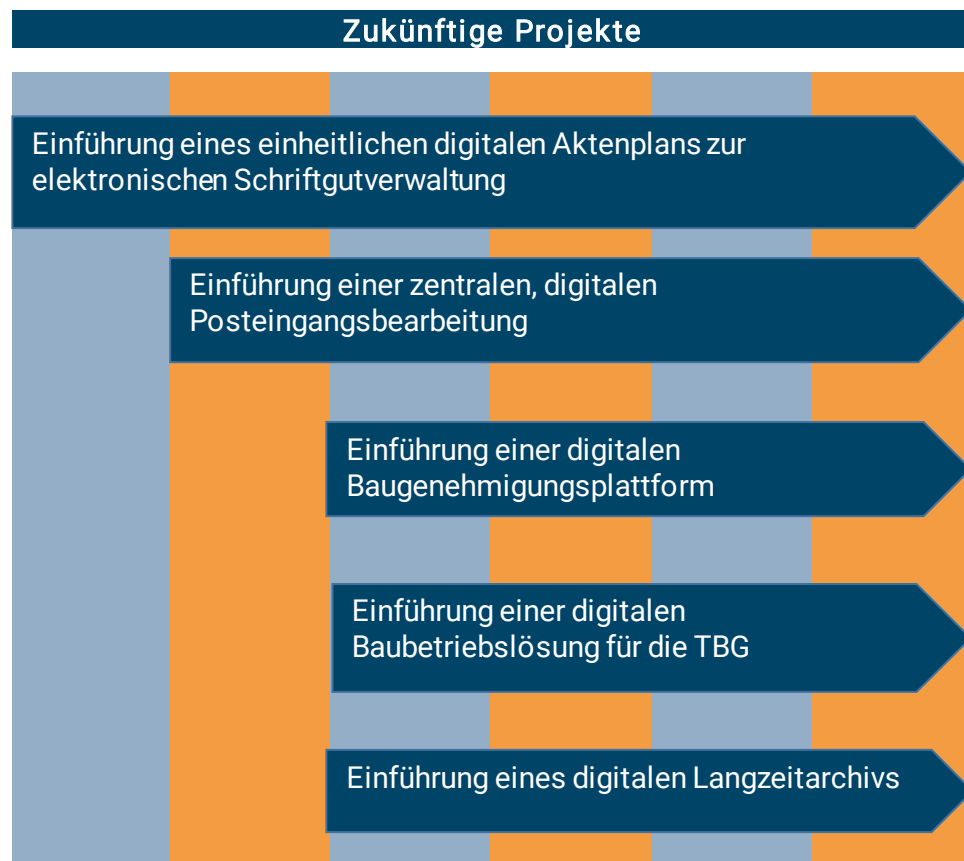 Zukünftige Projekte
Einführung eines einheitlichen digitalen Aktenplans zur
elektronischen Schriftgutverwaltung
Einführung einer zentralen, digitalen
Posteingangsbearbeitung
Einführung einer digitalen
Baugenehmigungsplattform
Einführung einer digitalen
Baubetriebslösung für die TBG
Einführung eines digitalen Langzeitarchivs